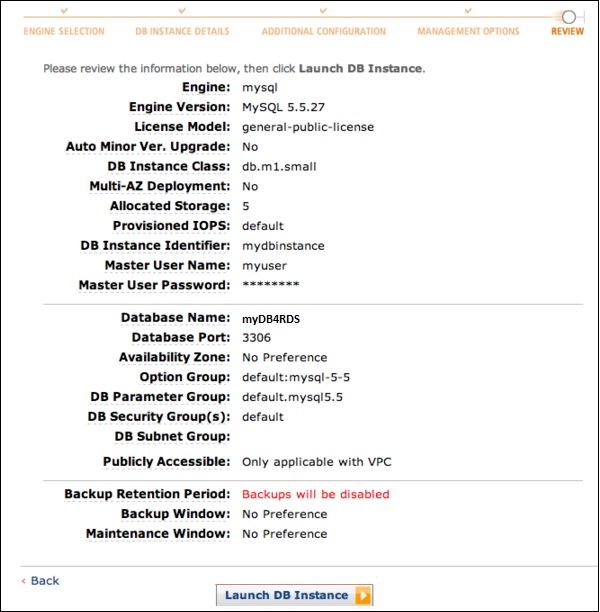 ENGINE SELECTION DB INSTANCE DETAILS ADDITIONAL CONFIGURATION MANAGEMENT OPTIONS REVIEW
Please review the information below, then click Launch DB Instance.
Engine: mysql
Engine Version: MySQL 5.5.27
License Model: general-public-license
Auto Minor Ver. Upgrade: No
DB Instance Class: db.m1.small
Multi-AZ Deployment: No
Allocated Storage: 5
Provisioned IOPS: default
DB Instance Identifier: mydbinstance
Master User Name: myuser
Master User Password: ********
Database Name: myDB4RDS
Database Port: 3306
Availability Zone: No Preference
Option Group: default:mysql-5-5
DB Parameter Group: default.mysql5.5
DB Security Group(s): default
DB Subnet Group:
Publicly Accessible: Only applicable with VPC
Backup Retention Period: Backups will be disabled
Backup Window: No Preference
Maintenance Window: No Preference
‹ Back
Launch DB Instance